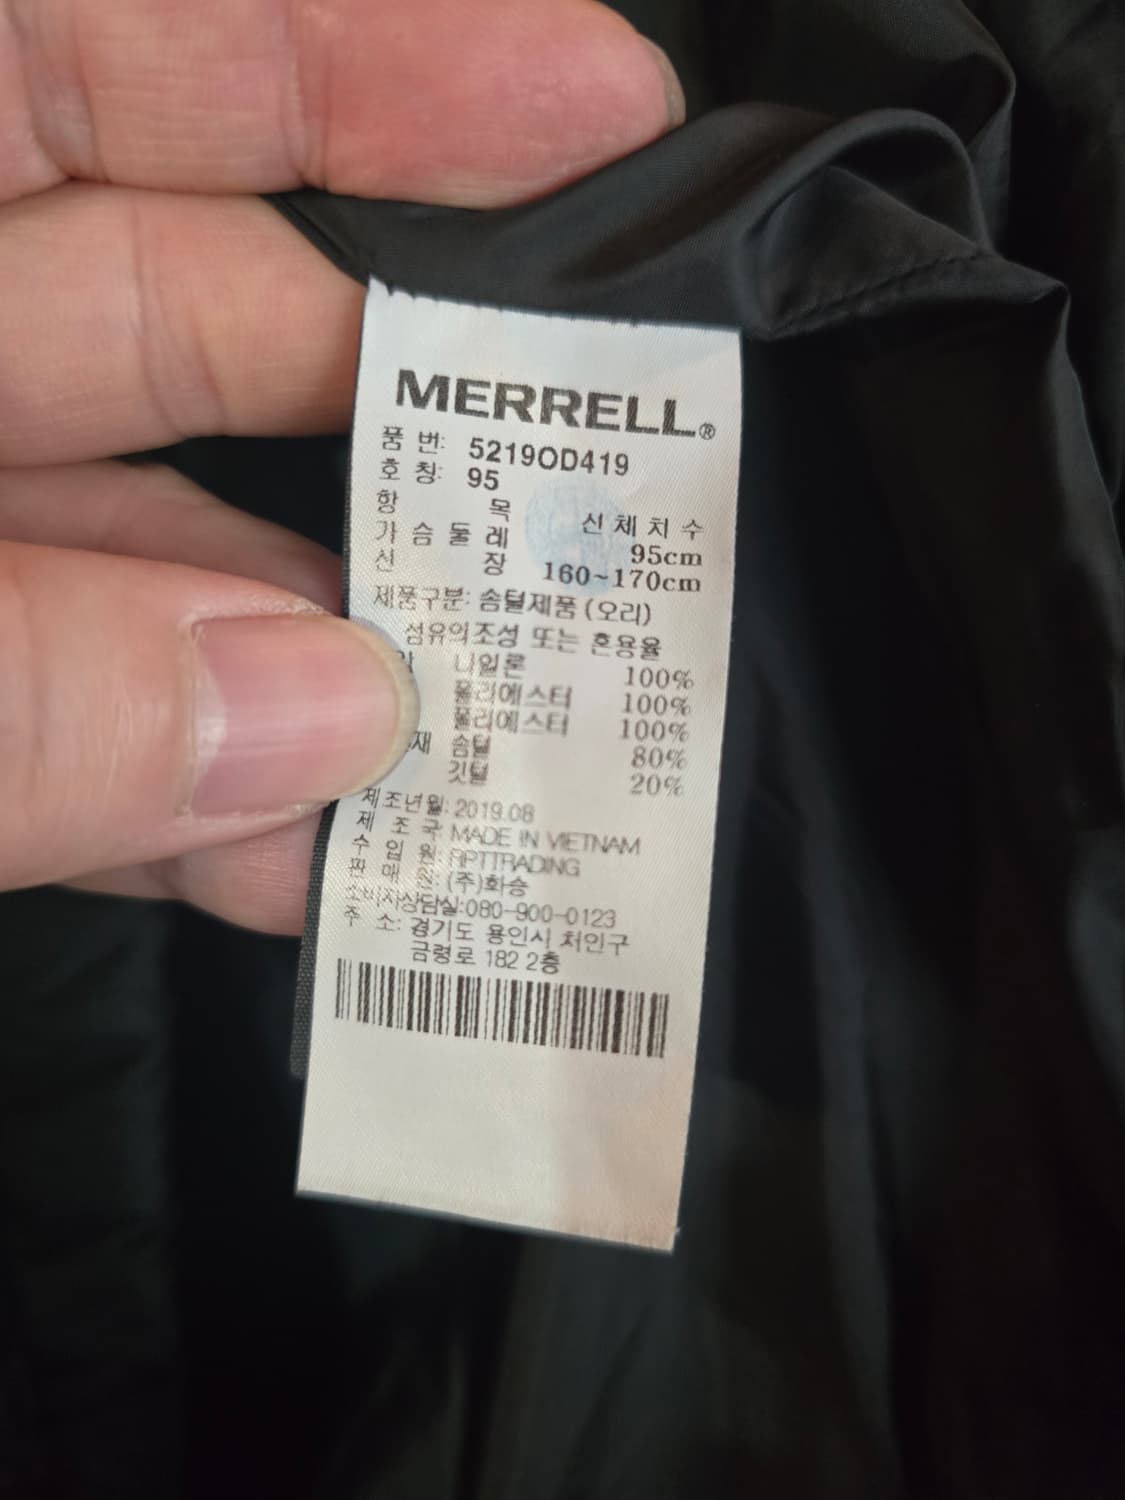 MERRELL®
품 번: 5219OD419
호 칭: 95
항 목 신체치수
가슴둘레 95cm
신 장 160~170cm
제품구분: 솜털제품 (오리)
섬유의조성 또는 혼용율
나일론 100%
폴리에스터 100%
폴리에스터 100%
솜털 80%
깃털 20%
제조년월: 2019.08
제 조 국: MADE IN VIETNAM
수 입 원: RPTTRADING
판 매 원: (주)화승
소비자상담실:080-900-0123
주 소: 경기도 용인시 처인구
금령로 182 2층